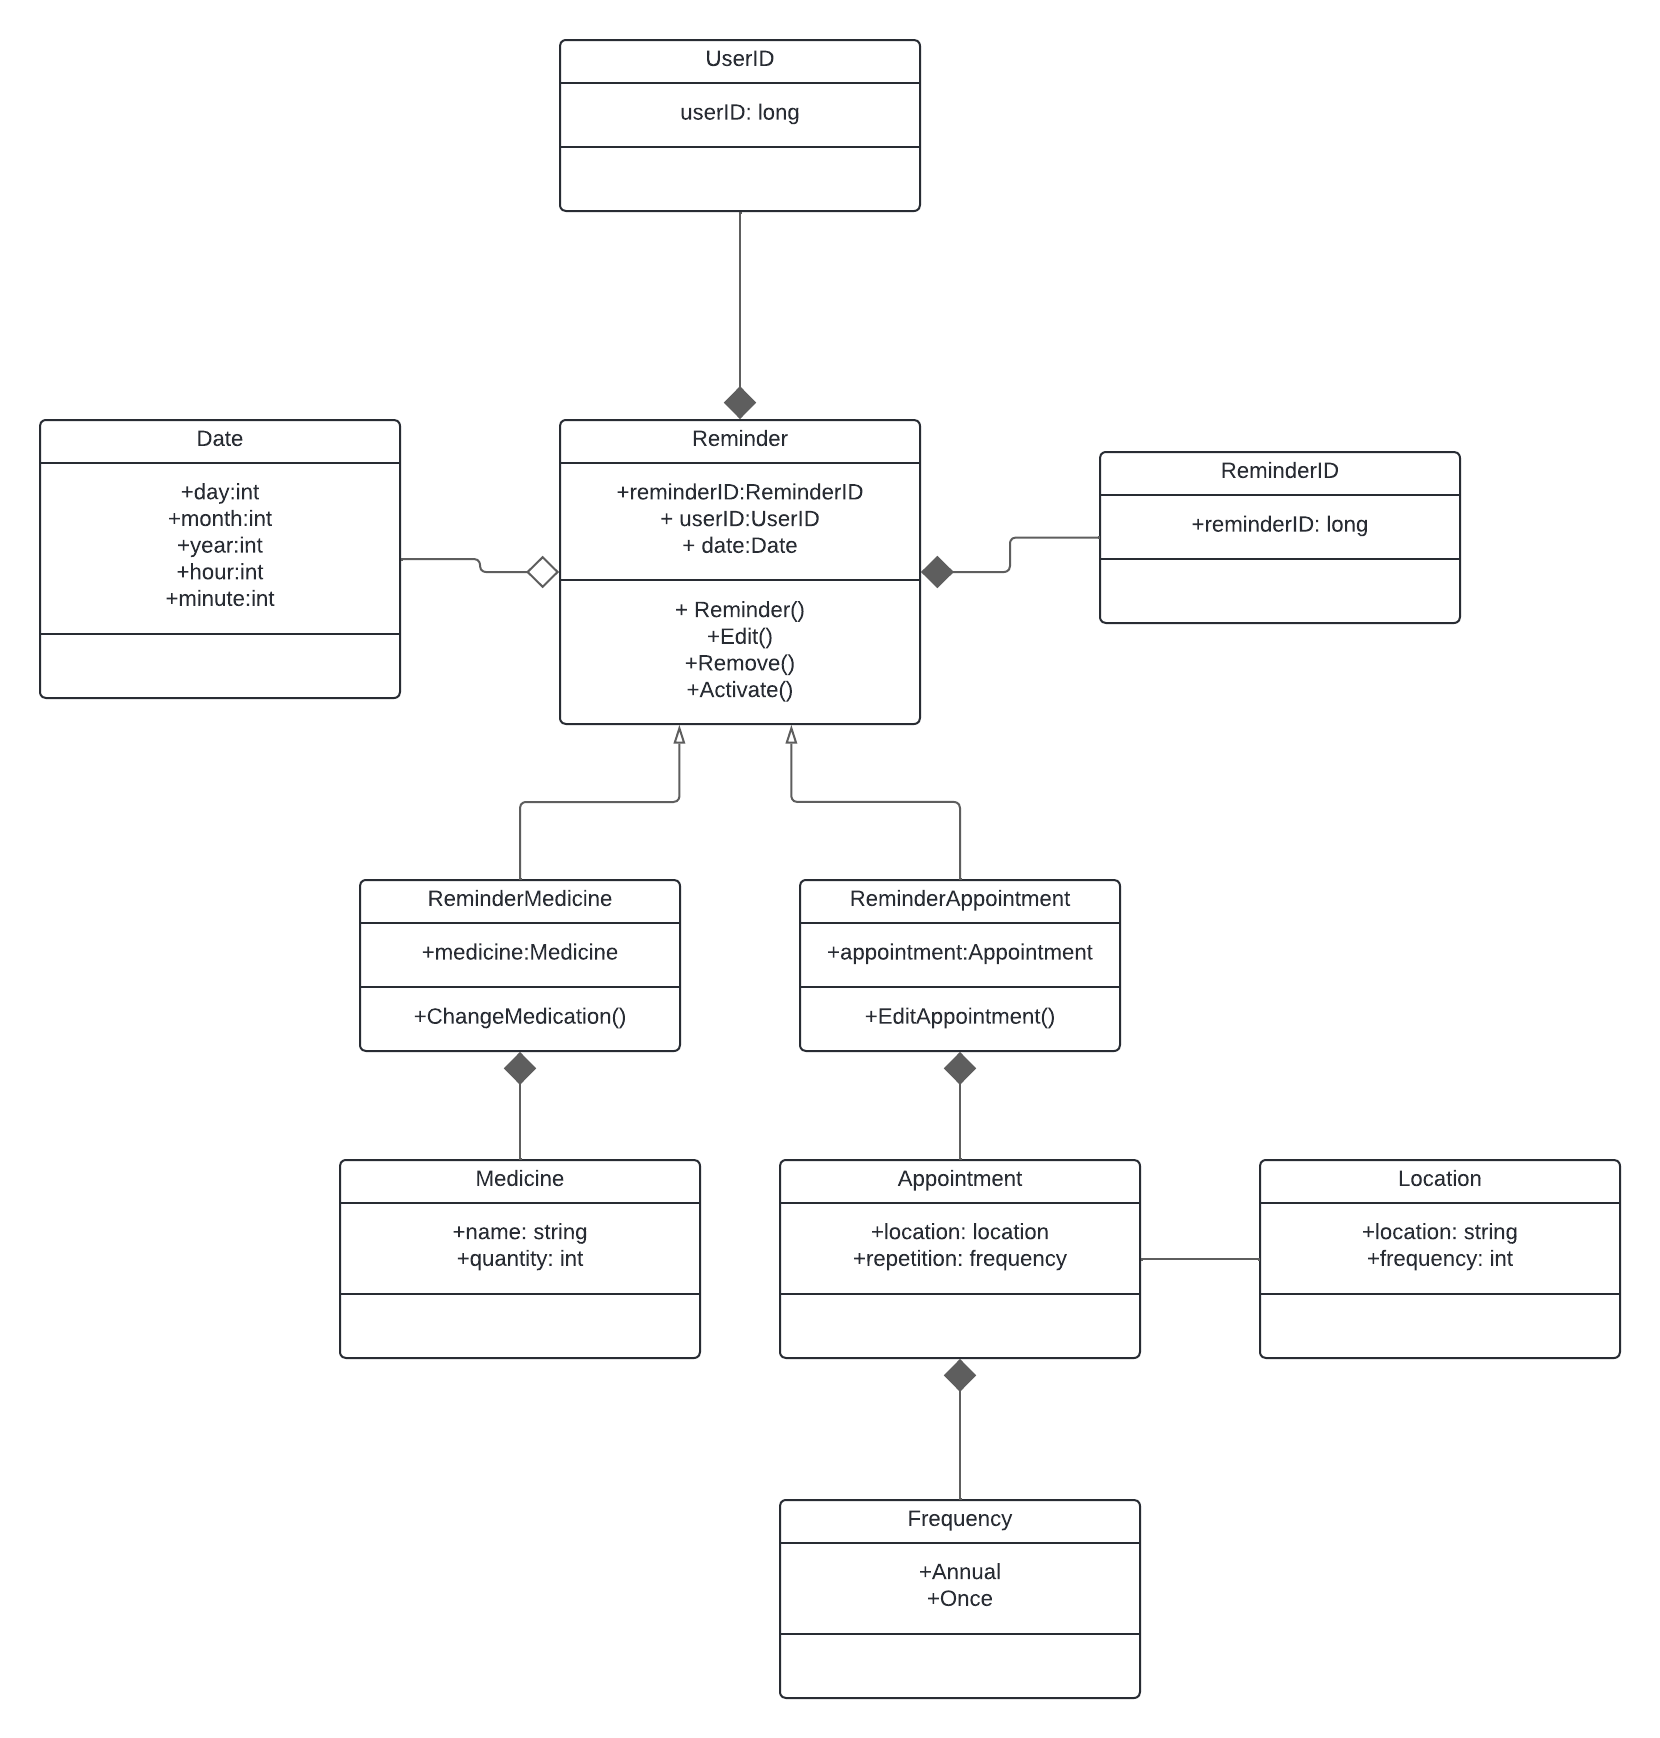 UserID
userID: long
Date
+day:int
+month:int
+year:int
+hour:int
+minute:int
Reminder
+reminderID:ReminderID
+ userID:UserID
+ date:Date
+ Reminder()
+Edit()
+Remove()
+Activate()
ReminderID
+reminderID: long
ReminderMedicine
+medicine:Medicine
+ChangeMedication()
ReminderAppointment
+appointment:Appointment
+EditAppointment()
Medicine
+name: string
+quantity: int
Appointment
+location: location
+repetition: frequency
Location
+location: string
+frequency: int
Frequency
+Annual
+Once